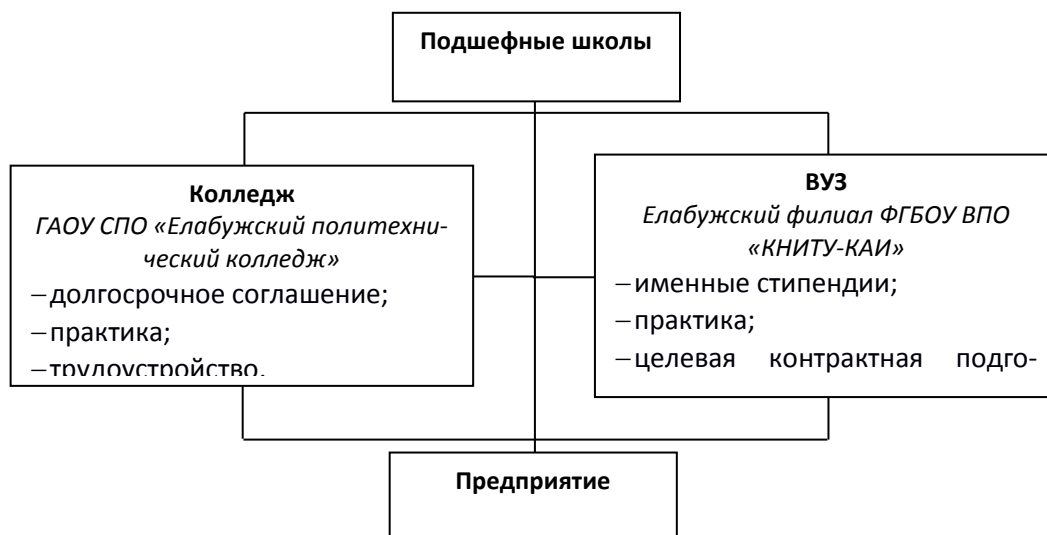 Подшефные школы
Колледж
ГАОУ СПО «Елабужский политехни-
ческий колледж»
–долгосрочное соглашение;
–практика;
–трудоустройство.
ВУЗ
Елабужский филиал ФГБОУ ВПО
«КНИТУ-КАИ»
–именные стипендии;
–практика;
–целевая контрактная подго-
Предприятие